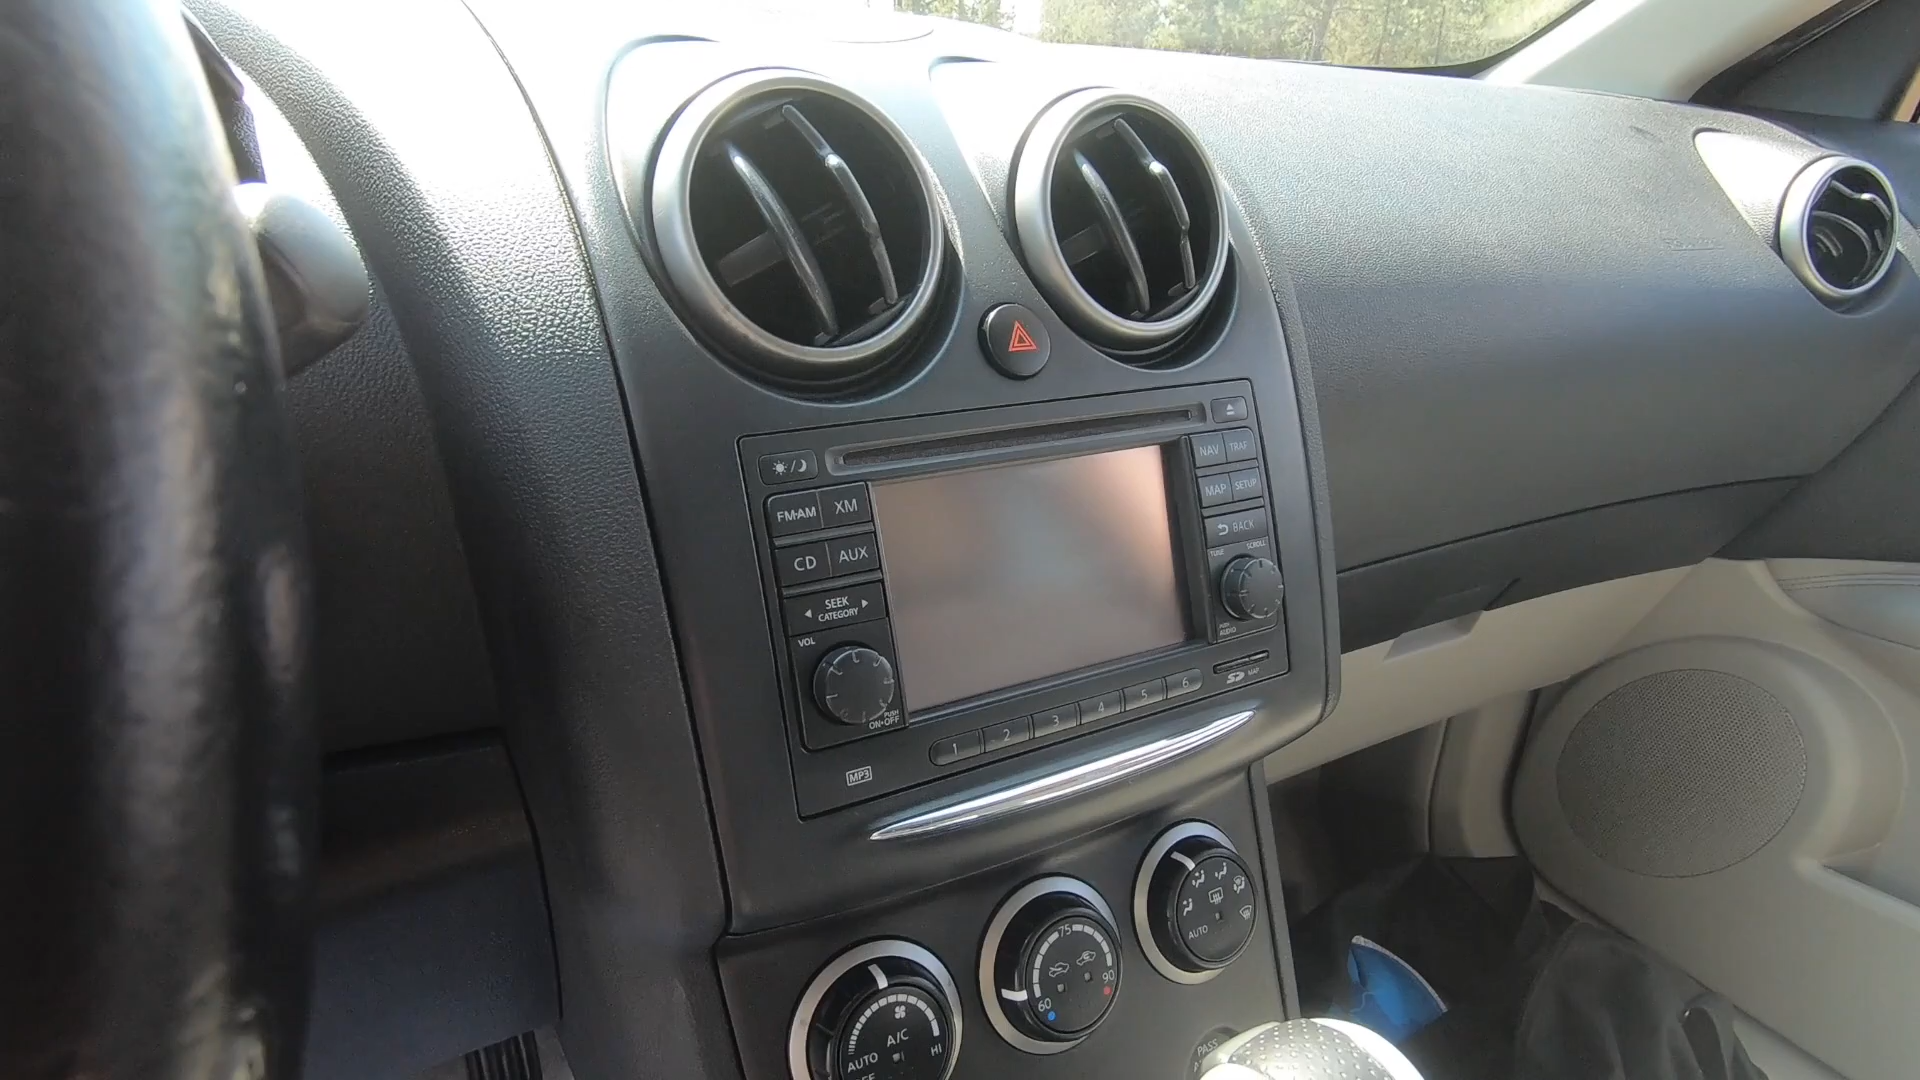 NAV TRAF
FM·AM XM
MAP SETUP
BACK
CD AUX
TUNE SCROLL
SEEK
CATEGORY
VOL
PUSH
AUDIO
PUSH
ON•OFF
SD MAP
1 2 3 4 5 6
MP3
75
60 90
AUTO
A/C
AUTO HI
PASS